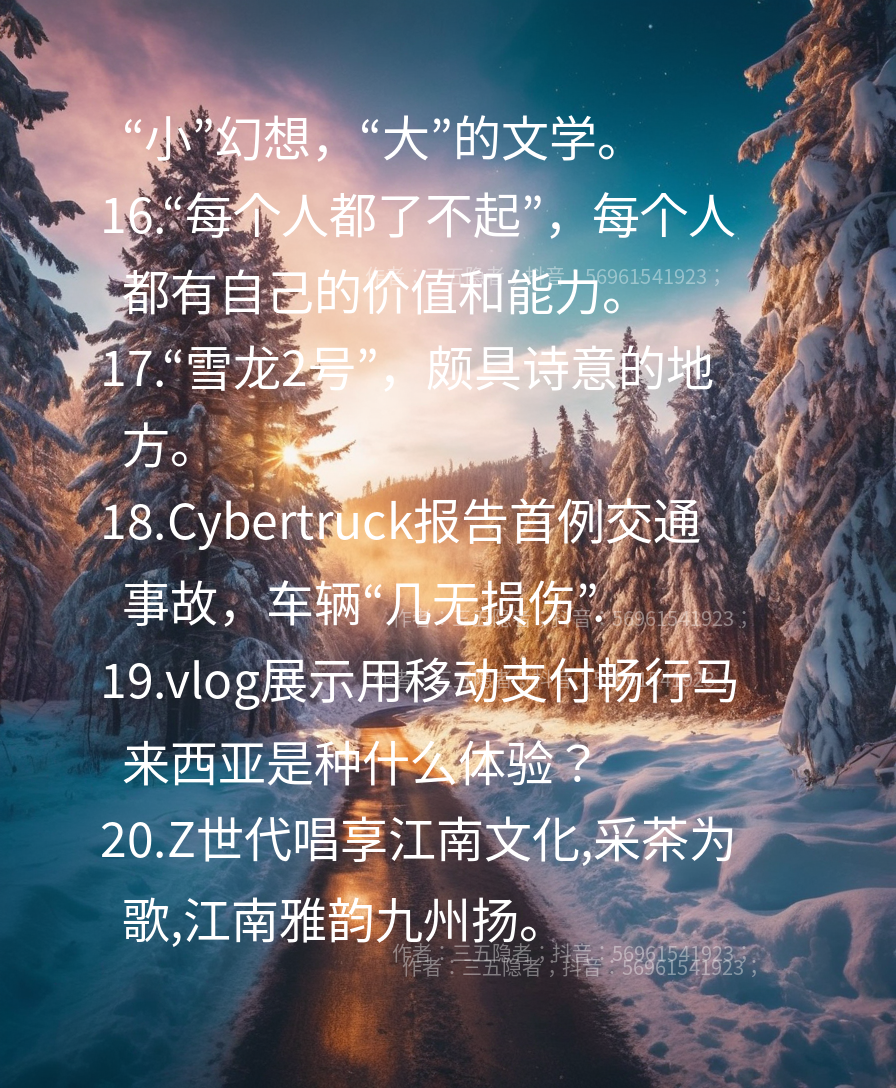 “小”幻想，“大”的文学。
16.“每个人都了不起”，每个人
作者：三五隐者；抖音：56961541923；
都有自己的价值和能力。
17.“雪龙2号”，颇具诗意的地
方。
18.Cybertruck报告首例交通
事故，车辆“几无损伤”.
作者：三五隐者；抖音：56961541923；
19.vlog展示用移动支付畅行马
来西亚是种什么体验？
20.Z世代唱享江南文化,采茶为
歌,江南雅韵九州扬。
作者：三五隐者；抖音：56961541923；
作者：三五隐者；抖音：56961541923；